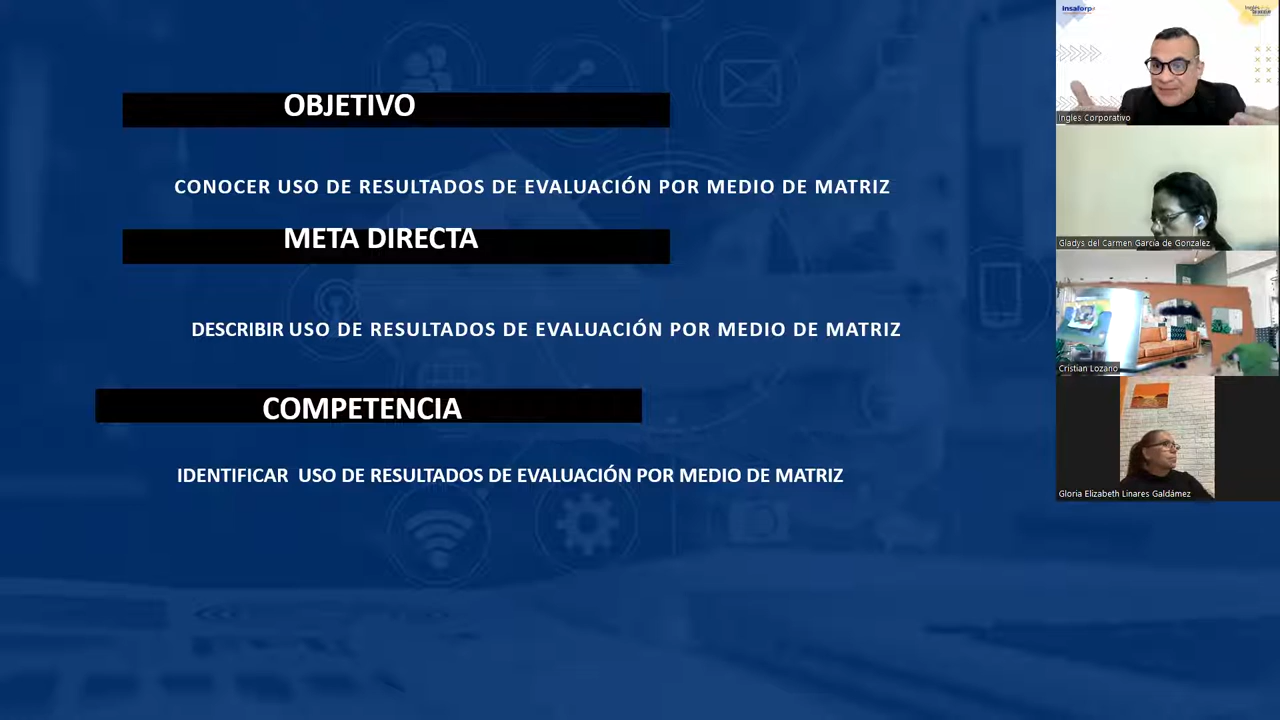 OBJETIVO
CONOCER USO DE RESULTADOS DE EVALUACIÓN POR MEDIO DE MATRIZ
META DIRECTA
DESCRIBIR USO DE RESULTADOS DE EVALUACIÓN POR MEDIO DE MATRIZ
COMPETENCIA
IDENTIFICAR USO DE RESULTADOS DE EVALUACIÓN POR MEDIO DE MATRIZ
insaforp
Ingles Corporativo
Gladys del Carmen García de Gonzalez
Cristian Lozano
Gloria Elizabeth Linares Galdámez